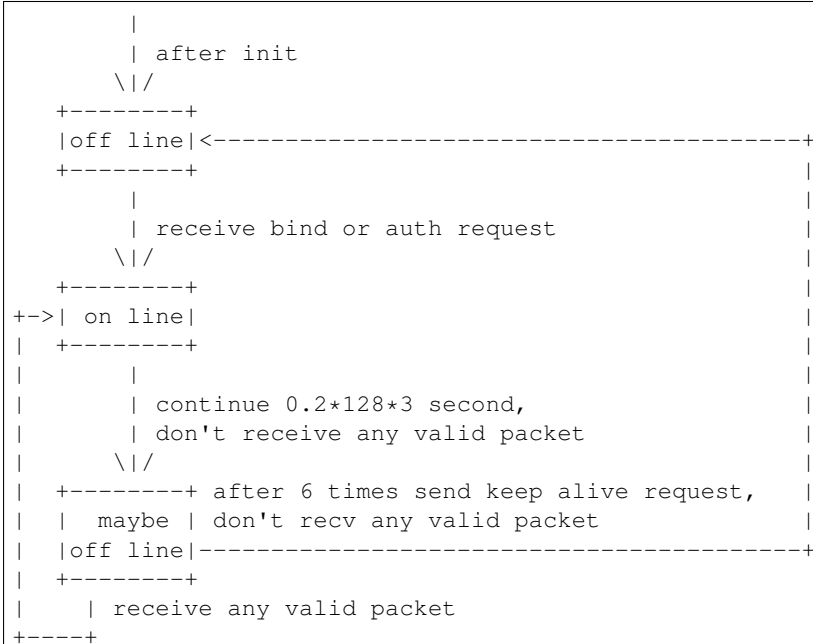 after init
off line
receive bind or auth request
on line
continue 0.2*128*3 second,
don't receive any valid packet
after 6 times send keep alive request,
maybe don't recv any valid packet
off line
receive any valid packet